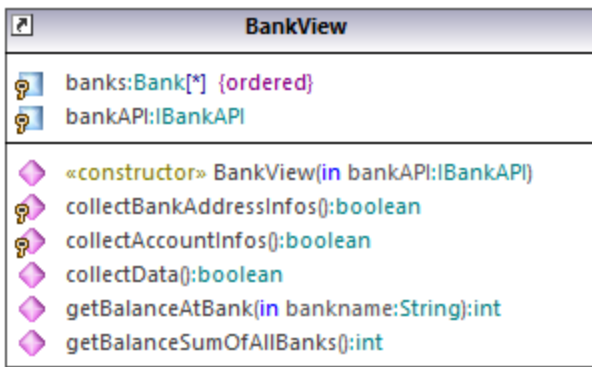 BankView
banks:Bank[*] {ordered}
bankAPI:IBankAPI
«constructor» BankView(in bankAPI:IBankAPI)
collectBankAddressInfos():boolean
collectAccountInfos():boolean
collectData():boolean
getBalanceAtBank(in bankname:String):int
getBalanceSumOfAllBanks():int